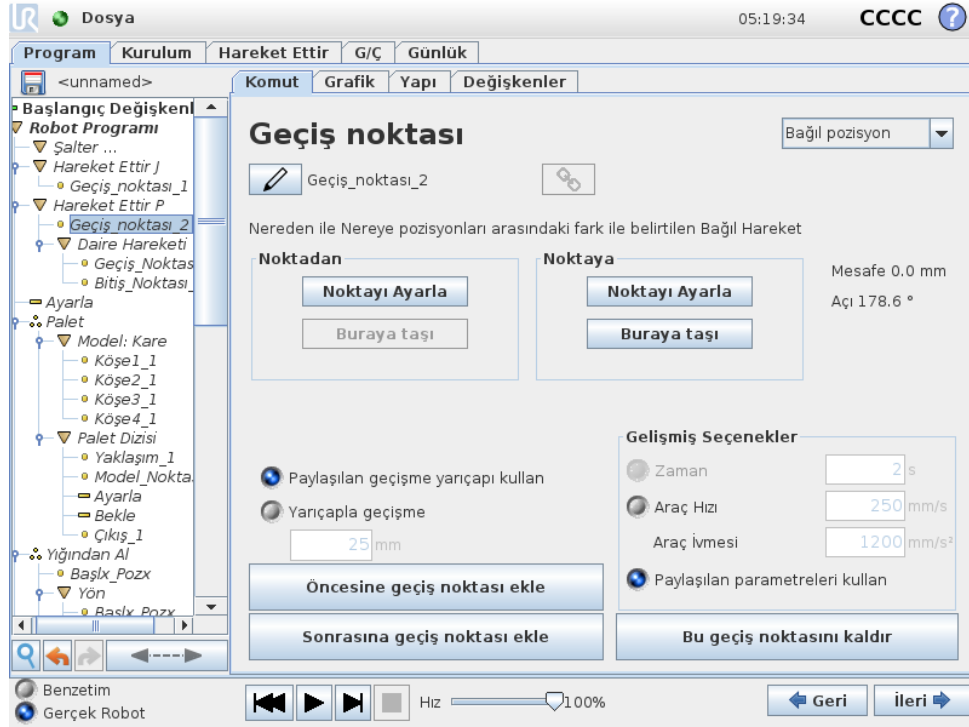 UR Dosya 05:19:34 CCCC ?
Program Kurulum Hareket Ettir G/Ç Günlük
<unnamed> Komut Grafik Yapı Değişkenler
Başlangıç Değişkenl
Robot Programı
Şalter ...
Hareket Ettir J
Geçiş_noktası_1
Hareket Ettir P
Geçiş_noktası_2
Daire Hareketi
Geçiş_Noktas
Bitiş_Noktası_
Ayarla
Palet
Model: Kare
Köşe1_1
Köşe2_1
Köşe3_1
Köşe4_1
Palet Dizisi
Yaklaşım_1
Model_Nokta
Ayarla
Bekle
Çıkış_1
Yığından Al
Başlx_Pozx
Yön
Başlx_Pozx
Geçiş noktası
Bağıl pozisyon
Geçiş_noktası_2
Nereden ile Nereye pozisyonları arasındaki fark ile belirtilen Bağıl Hareket
Noktadan
Noktayı Ayarla
Buraya taşı
Noktaya
Noktayı Ayarla
Buraya taşı
Mesafe 0.0 mm
Açı 178.6 °
Paylaşılan geçişme yarıçapı kullan
Yarıçapla geçişme
25 mm
Gelişmiş Seçenekler
Zaman 2 s
Araç Hızı 250 mm/s
Araç İvmesi 1200 mm/s²
Paylaşılan parametreleri kullan
Öncesine geçiş noktası ekle
Sonrasına geçiş noktası ekle
Bu geçiş noktasını kaldır
Benzetim
Gerçek Robot
Hız 100%
Geri
İleri